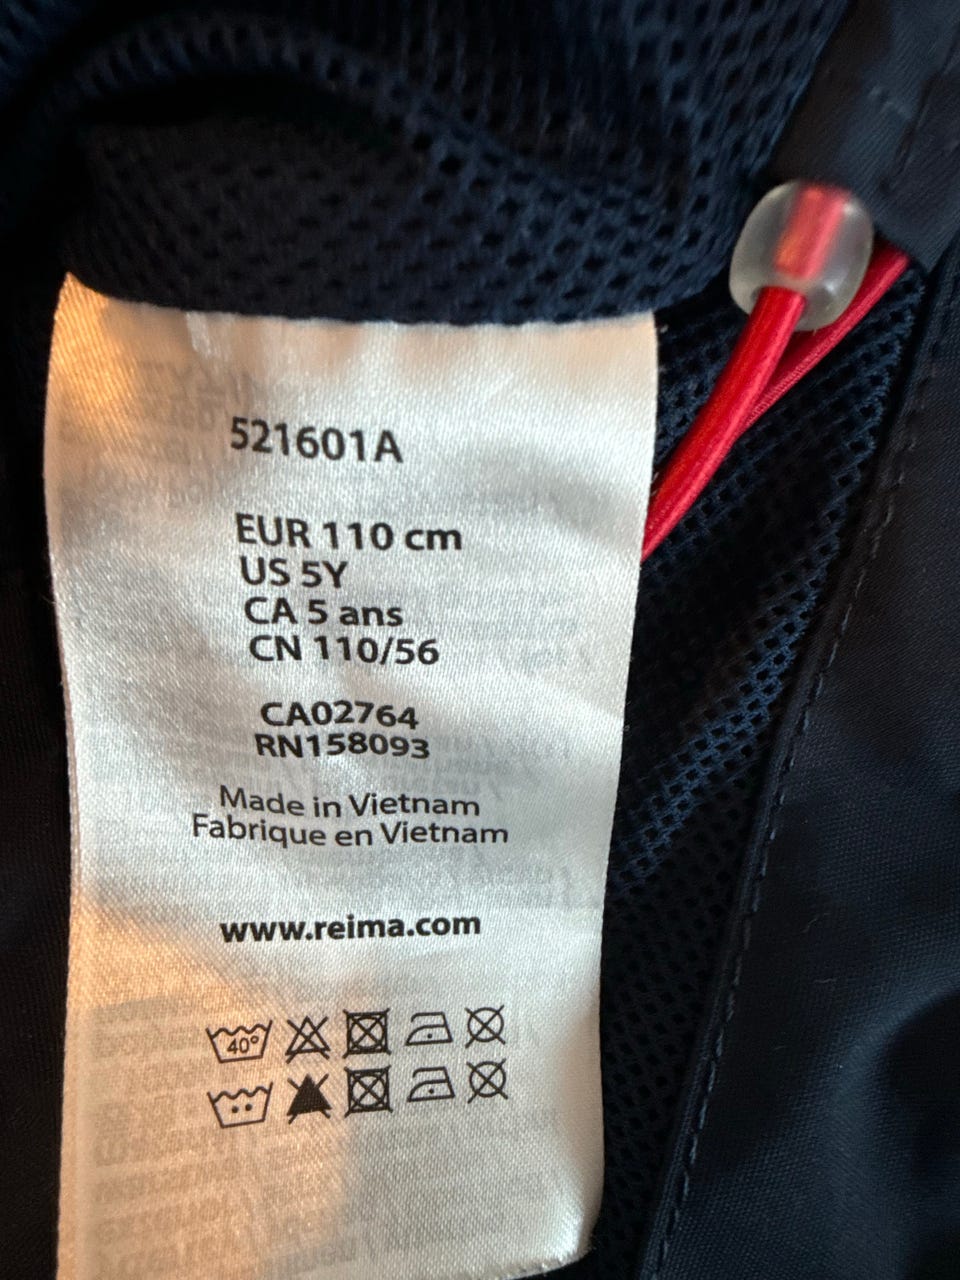 521601A
EUR 110 cm
US 5Y
CA 5 ans
CN 110/56
CA02764
RN158093
Made in Vietnam
Fabrique en Vietnam
www.reima.com
40°